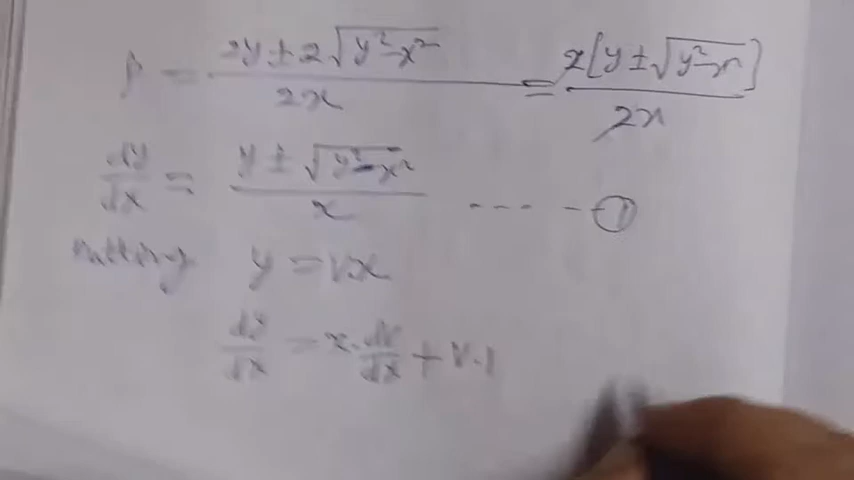 p = 2y ± 2√(y²-x²) / 2x = 2[y ± √(y²-x²)] / 2x
dy/dx = y ± √(y²-x²) / x ---- ①
Putting y = vx
dy/dx = x. dv/dx + v.1